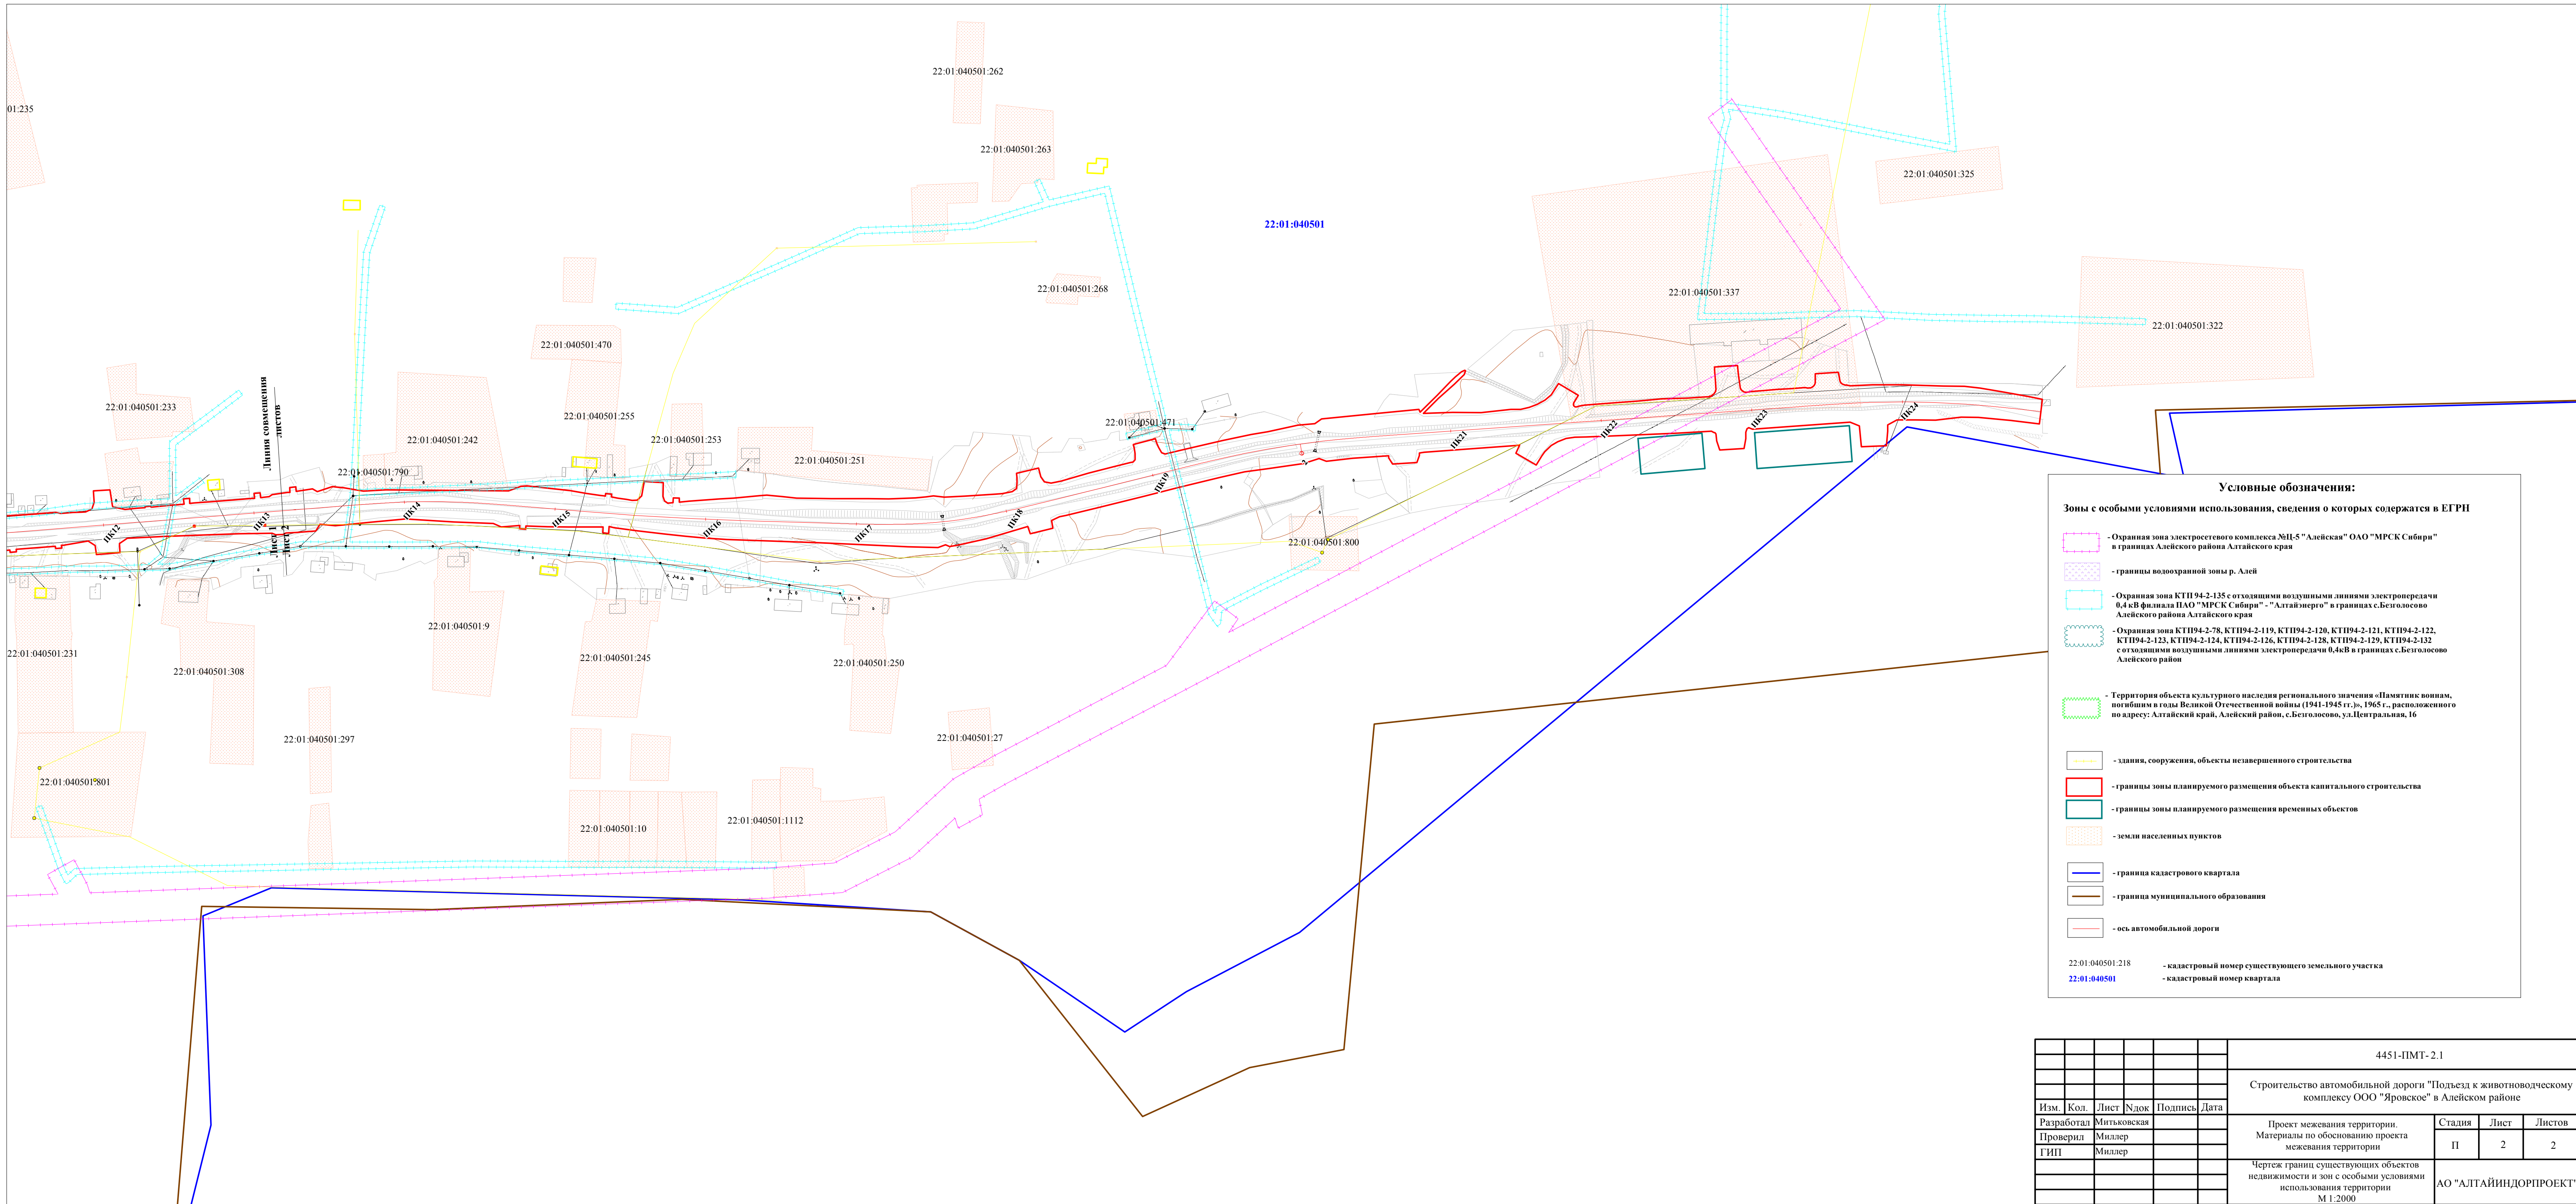 22:01:040501:262
01:235
22:01:040501:263
22:01:040501:325
22:01:040501
22:01:040501:268
22:01:040501:337
22:01:040501:322
22:01:040501:470
22:01:040501:233
22:01:040501:255
22:01:040501:471
Линия совмещения
листов
22:01:040501:242
22:01:040501:253
22:01:040501:251
22:01:040501:790
ПК12
ПК13
ПК14
ПК15
ПК16
ПК17
ПК18
ПК19
2
ПК21
ПК22
ПК23
ПК24
Лист 1
Лист 2
22:01:040501:800
22:01:040501:9
22:01:040501:231
22:01:040501:245
22:01:040501:250
22:01:040501:308
22:01:040501:297
22:01:040501:27
22:01:040501:801
22:01:040501:1112
22:01:040501:10
Условные обозначения:
Зоны с особыми условиями использования, сведения о которых содержатся в ЕГРН
- Охранная зона электросетевого комплекса №Ц-5 "Алейская" ОАО "МРСК Сибири"
в границах Алейского района Алтайского края
- границы водоохранной зоны р. Алей
- Охранная зона КТП 94-2-135 с отходящими воздушными линиями электропередачи
0,4 кВ филиала ПАО "МРСК Сибири" - "Алтайэнерго" в границах с.Безголосово
Алейского района Алтайского края
- Охранная зона КТП94-2-78, КТП94-2-119, КТП94-2-120, КТП94-2-121, КТП94-2-122,
КТП94-2-123, КТП94-2-124, КТП94-2-126, КТП94-2-128, КТП94-2-129, КТП94-2-132
с отходящими воздушными линиями электропередачи 0,4кВ в границах с.Безголосово
Алейского район
- Территория объекта культурного наследия регионального значения «Памятник воинам,
погибшим в годы Великой Отечественной войны (1941-1945 гг.)», 1965 г., расположенного
по адресу: Алтайский край, Алейский район, с.Безголосово, ул.Центральная, 16
- здания, сооружения, объекты незавершенного строительства
- границы зоны планируемого размещения объекта капитального строительства
- границы зоны планируемого размещения временных объектов
- земли населенных пунктов
- граница кадастрового квартала
- граница муниципального образования
- ось автомобильной дороги
22:01:040501:218 - кадастровый номер существующего земельного участка
22:01:040501 - кадастровый номер квартала
4451-ПМТ- 2.1
Строительство автомобильной дороги "Подъезд к животноводческому
комплексу ООО "Яровское" в Алейском районе
Изм. Кол. Лист Nдок Подпись Дата
Разработал Митьковская
Проверил Миллер
ГИП Миллер
Проект межевания территории.
Материалы по обоснованию проекта
межевания территории
Стадия Лист Листов
П 2 2
Чертеж границ существующих объектов
недвижимости и зон с особыми условиями
использования территории
М 1:2000
АО "АЛТАЙИНДОРПРОЕКТ"